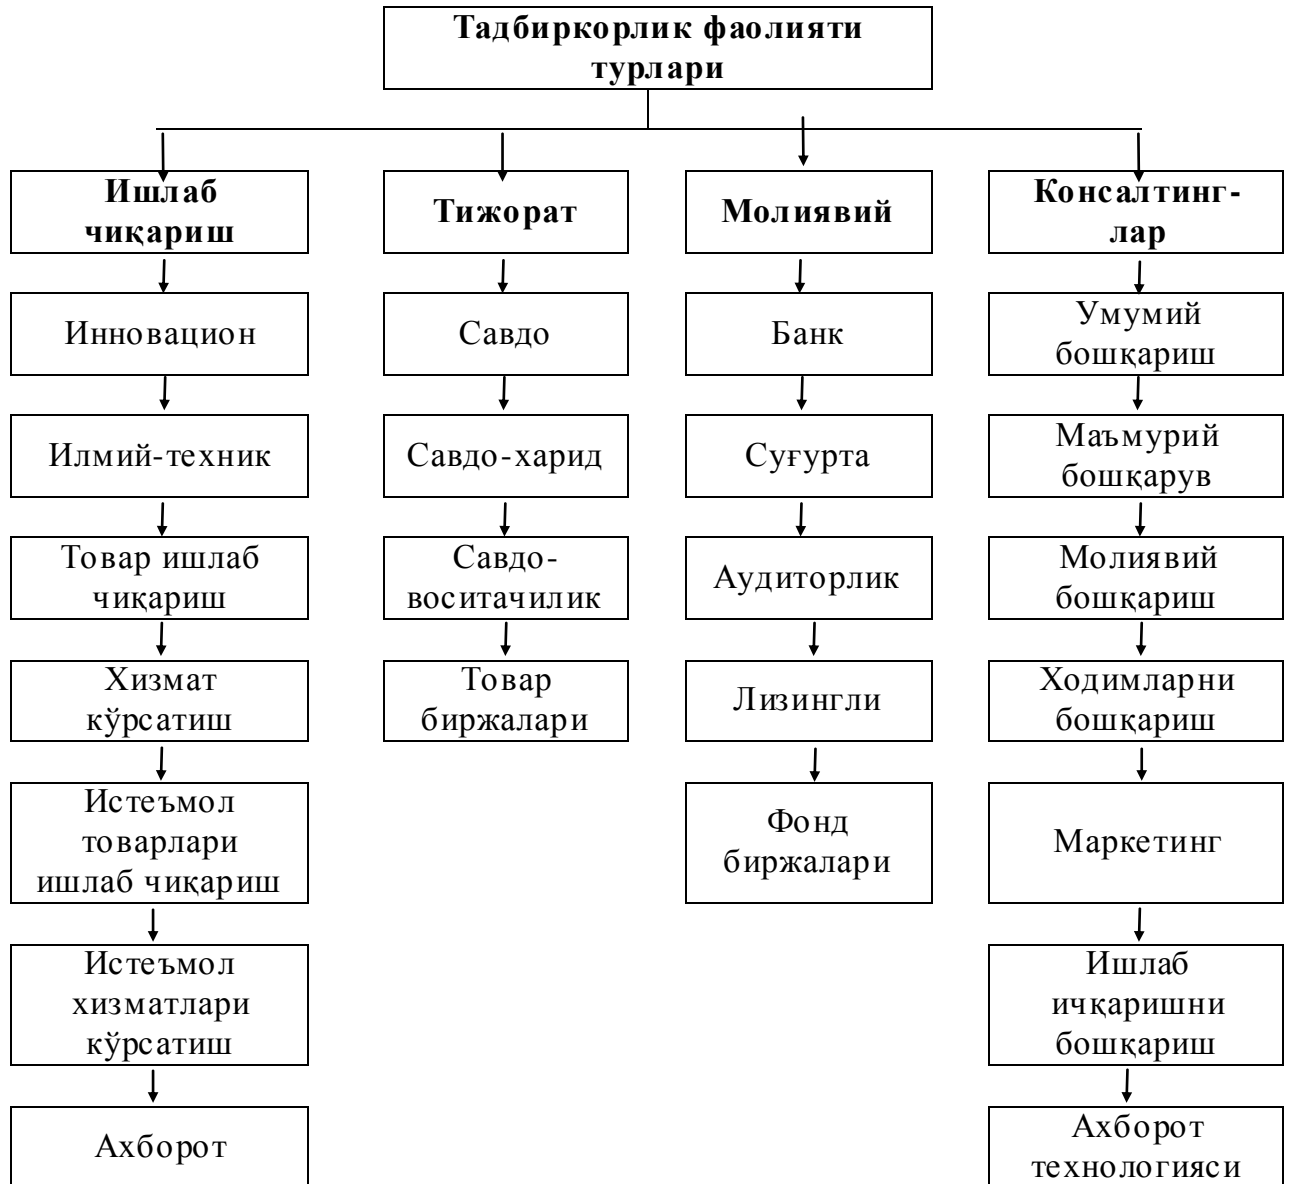 Тадбиркорлик фаолияти
турлари
Ишлаб
чиқариш
Тижорат
Молиявий
Консалтинг-
лар
Инновацион
Савдо
Банк
Умумий
бошқариш
Илмий-техник
Савдо-харид
Суғурта
Маъмурий
бошқарув
Товар ишлаб
чиқариш
Савдо-
воситачилик
Аудиторлик
Молиявий
бошқариш
Хизмат
кўрсатиш
Товар
биржалари
Лизингли
Ходимларни
бошқариш
Истеъмол
товарлари
ишлаб чиқариш
Фонд
биржалари
Маркетинг
Истеъмол
хизматлари
кўрсатиш
Ишлаб
ичқаришни
бошқариш
Ахборот
Ахборот
технологияси